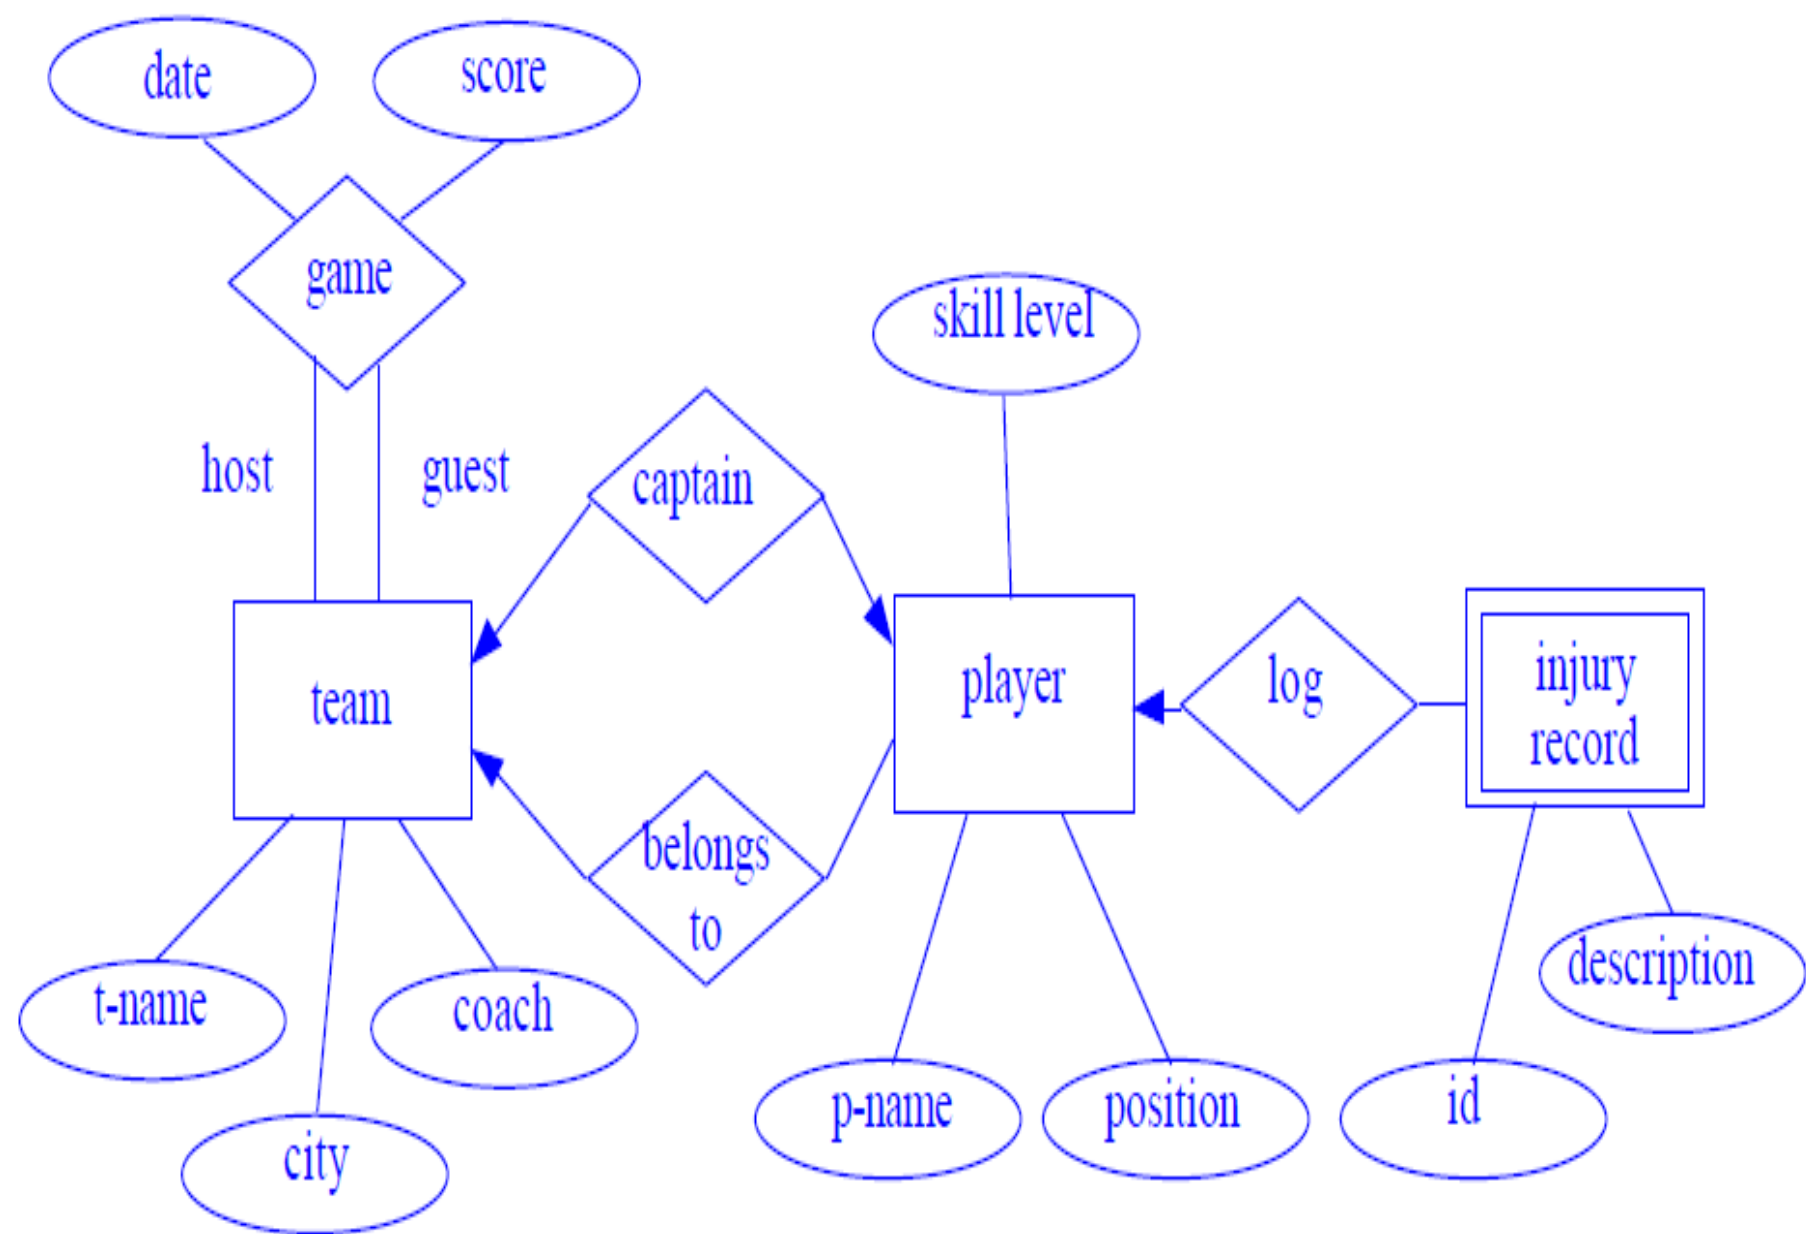 date
score
game
skill level
host
guest
captain
team
player
log
injury
record
belongs
to
t-name
coach
description
city
p-name
position
id